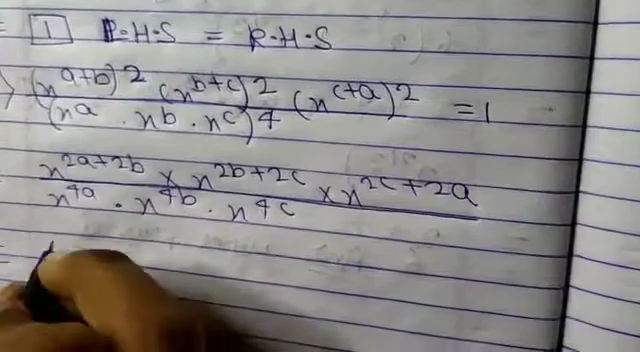 = 1 R.H.S = R.H.S
(x^{a+b})^2 (x^{b+c})^2 (x^{c+a})^2 / (x^a . x^b . x^c)^4 = 1
x^{2a+2b} × x^{2b+2c} × x^{2c+2a} / x^{4a} . x^{4b} . x^{4c}
=